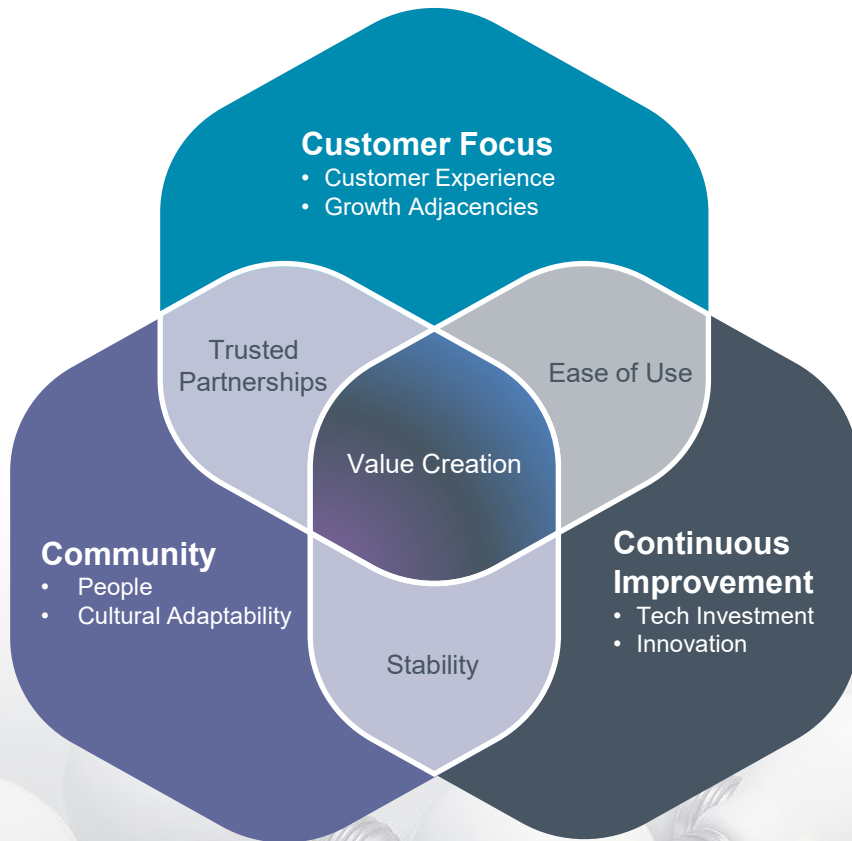 Customer Focus
• Customer Experience
• Growth Adjacencies
Trusted
Partnerships
Ease of Use
Value Creation
Community
• People
• Cultural Adaptability
Continuous
Improvement
• Tech Investment
• Innovation
Stability